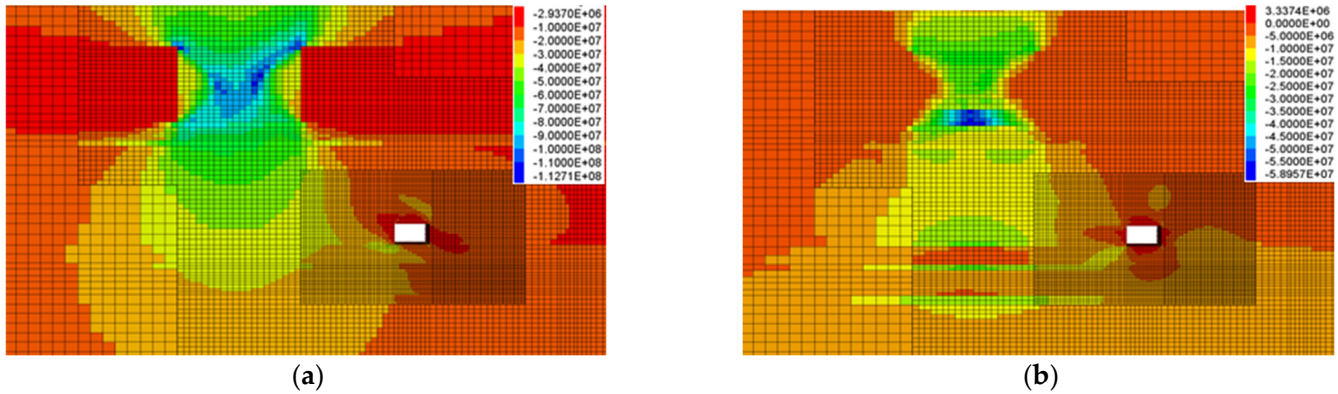 -2.9370E+06
-1.0000E+07
-2.0000E+07
-3.0000E+07
-4.0000E+07
-5.0000E+07
-6.0000E+07
-7.0000E+07
-8.0000E+07
-9.0000E+07
-1.0000E+08
-1.1000E+08
-1.1271E+08
3.3374E+06
0.0000E+00
-5.0000E+06
-1.0000E+07
-1.5000E+07
-2.0000E+07
-2.5000E+07
-3.0000E+07
-3.5000E+07
-4.0000E+07
-4.5000E+07
-5.0000E+07
-5.5000E+07
-5.8957E+07
(a)
(b)